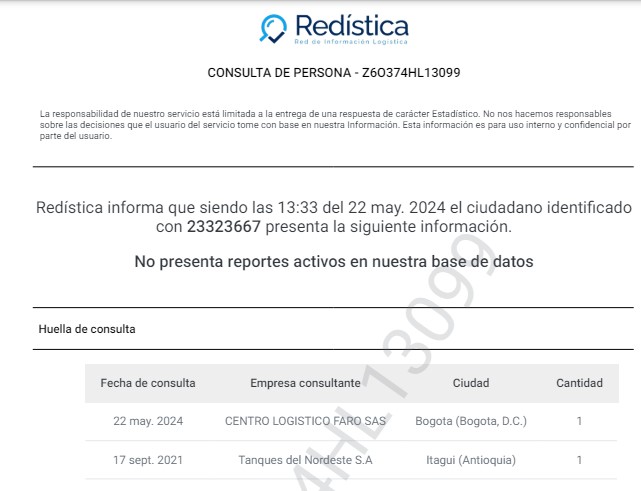 Redística
Red de Información Logística
CONSULTA DE PERSONA - Z6O374HL13099
La responsabilidad de nuestro servicio está limitada a la entrega de una respuesta de carácter Estadístico. No nos hacemos responsables
sobre las decisiones que el usuario del servicio tome con base en nuestra Información. Esta información es para uso interno y confidencial por
parte del usuario.
Redística informa que siendo las 13:33 del 22 may. 2024 el ciudadano identificado
con 23323667 presenta la siguiente información.
No presenta reportes activos en nuestra base de datos
Huella de consulta
Fecha de consulta Empresa consultante Ciudad Cantidad
22 may. 2024 CENTRO LOGISTICO FARO SAS Bogota (Bogota, D.C.) 1
17 sept. 2021 Tanques del Nordeste S.A Itagui (Antioquia) 1
4HL13099